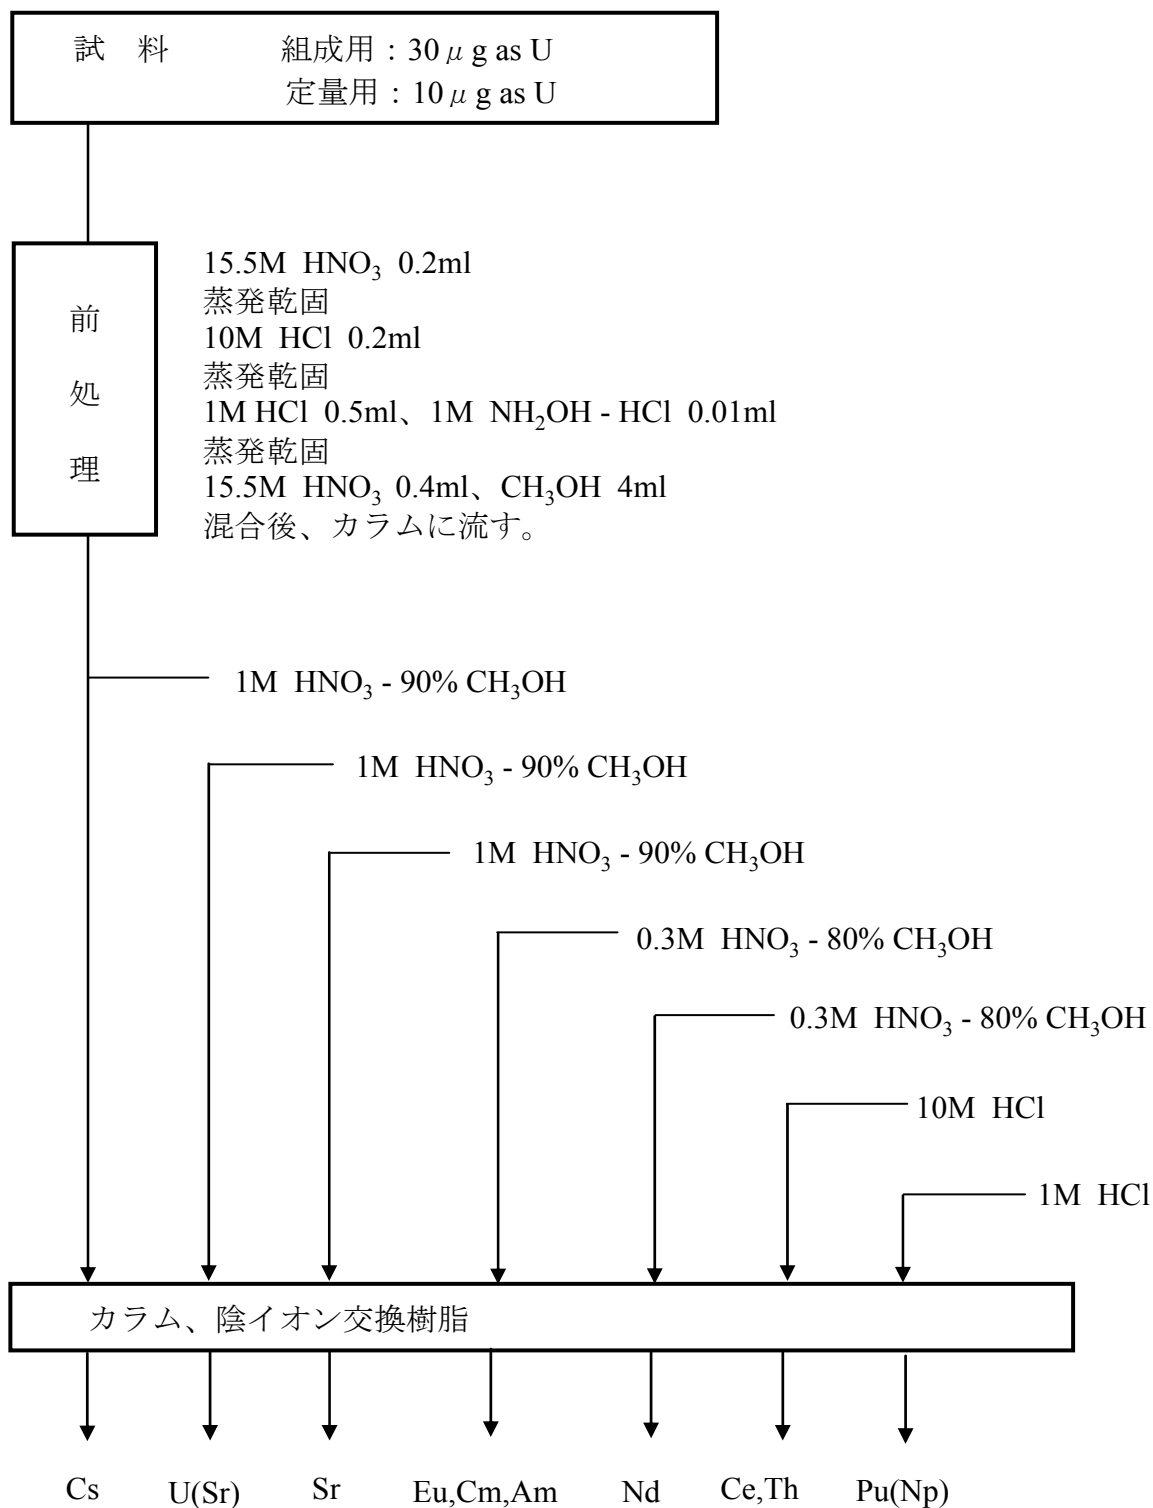 試　料　　組成用：30μg as U
定量用：10μg as U
前
処
理
15.5M HNO₃ 0.2ml
蒸発乾固
10M HCl 0.2ml
蒸発乾固
1M HCl 0.5ml、1M NH₂OH - HCl 0.01ml
蒸発乾固
15.5M HNO₃ 0.4ml、CH₃OH 4ml
混合後、カラムに流す。
1M HNO₃ - 90% CH₃OH
1M HNO₃ - 90% CH₃OH
1M HNO₃ - 90% CH₃OH
0.3M HNO₃ - 80% CH₃OH
0.3M HNO₃ - 80% CH₃OH
10M HCl
1M HCl
カラム、陰イオン交換樹脂
Cs U(Sr) Sr Eu,Cm,Am Nd Ce,Th Pu(Np)